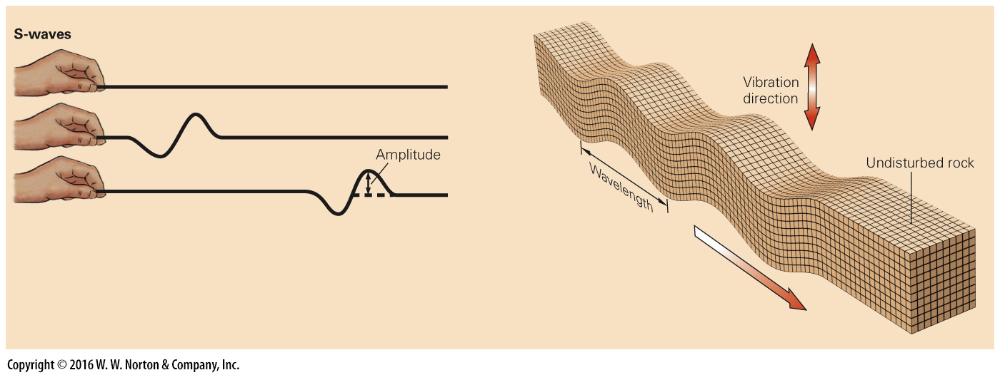 S-waves
Amplitude
Vibration
direction
Wavelength
Undisturbed rock
Copyright © 2016 W. W. Norton & Company, Inc.